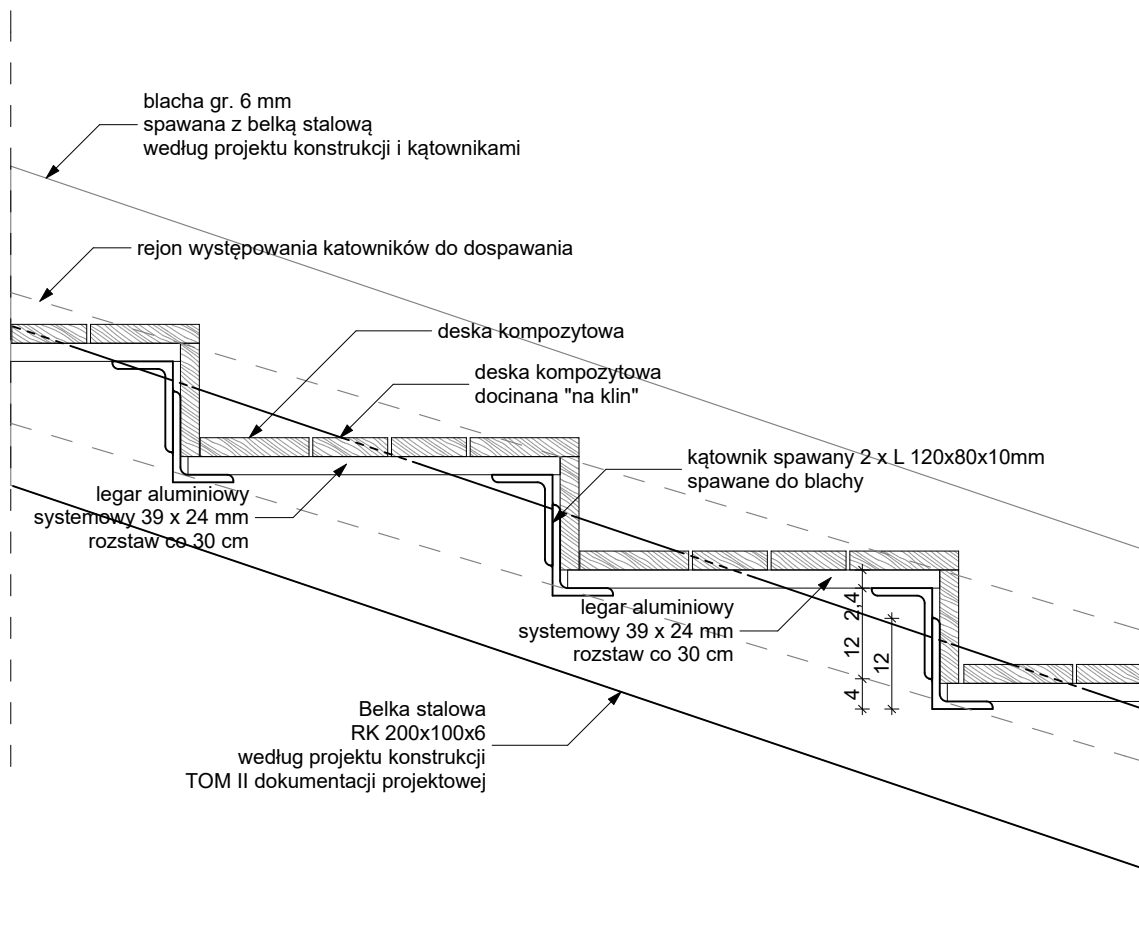 blacha gr. 6 mm
spawana z belką stalową
według projektu konstrukcji i kątownikami
rejon występowania katowników do dospawania
deska kompozytowa
deska kompozytowa
docinana "na klin"
kątownik spawany 2 x L 120x80x10mm
spawane do blachy
legar aluminiowy
systemowy 39 x 24 mm
rozstaw co 30 cm
legar aluminiowy
systemowy 39 x 24 mm
rozstaw co 30 cm
2,4
12
12
4
Belka stalowa
RK 200x100x6
według projektu konstrukcji
TOM II dokumentacji projektowej